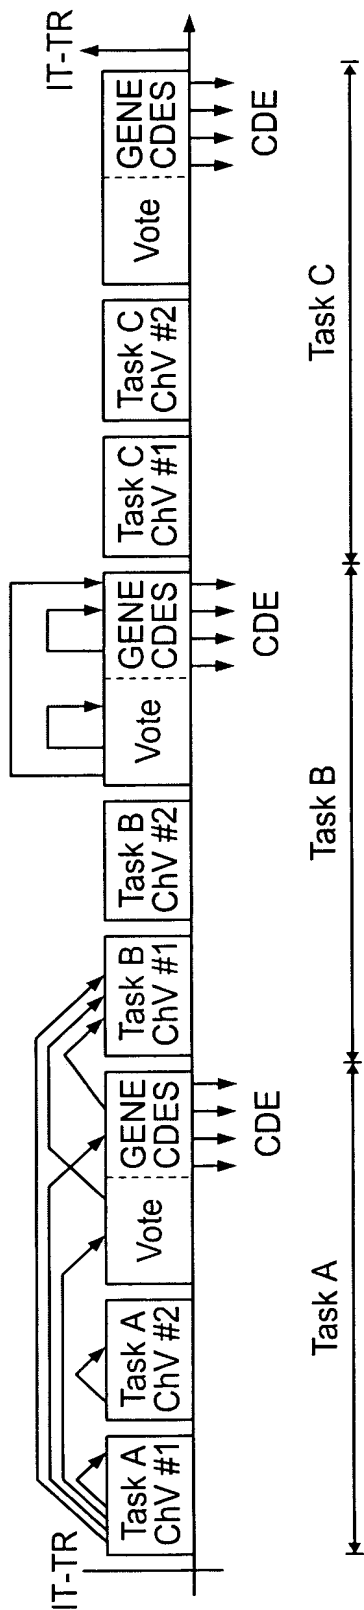 IT-TR
Task A
ChV #1
Task A
ChV #2
Vote
GENE
CDES
Task B
ChV #1
Task B
ChV #2
Vote
GENE
CDES
Task C
ChV #1
Task C
ChV #2
Vote
GENE
CDES
IT-TR
CDE
CDE
CDE
Task A
Task B
Task C